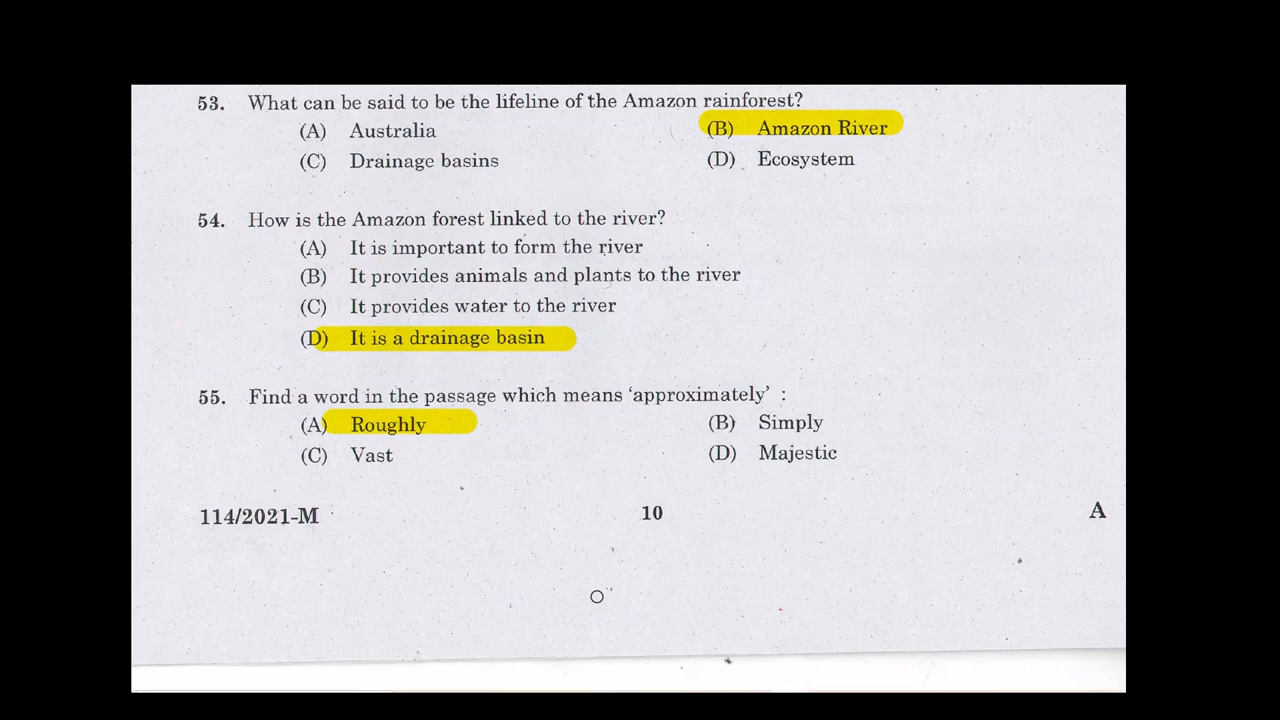 53. What can be said to be the lifeline of the Amazon rainforest?
(A) Australia (B) Amazon River
(C) Drainage basins (D) Ecosystem
54. How is the Amazon forest linked to the river?
(A) It is important to form the river
(B) It provides animals and plants to the river
(C) It provides water to the river
(D) It is a drainage basin
55. Find a word in the passage which means ‘approximately’ :
(A) Roughly (B) Simply
(C) Vast (D) Majestic
114/2021-M 10 A